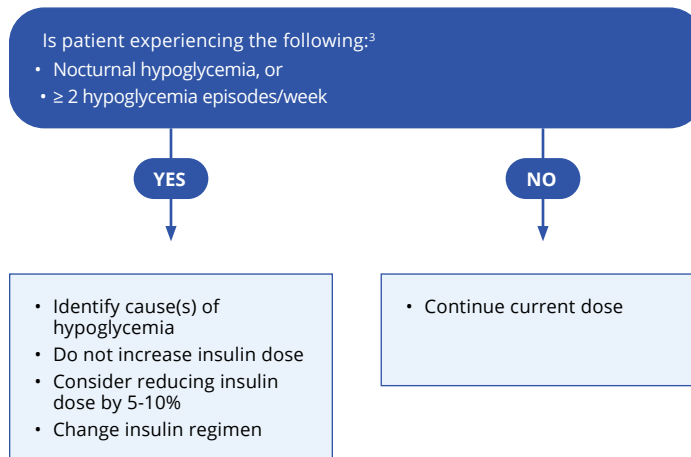 Is patient experiencing the following:³
• Nocturnal hypoglycemia, or
• ≥ 2 hypoglycemia episodes/week
YES
NO
• Identify cause(s) of
hypoglycemia
• Do not increase insulin dose
• Consider reducing insulin
dose by 5-10%
• Change insulin regimen
• Continue current dose